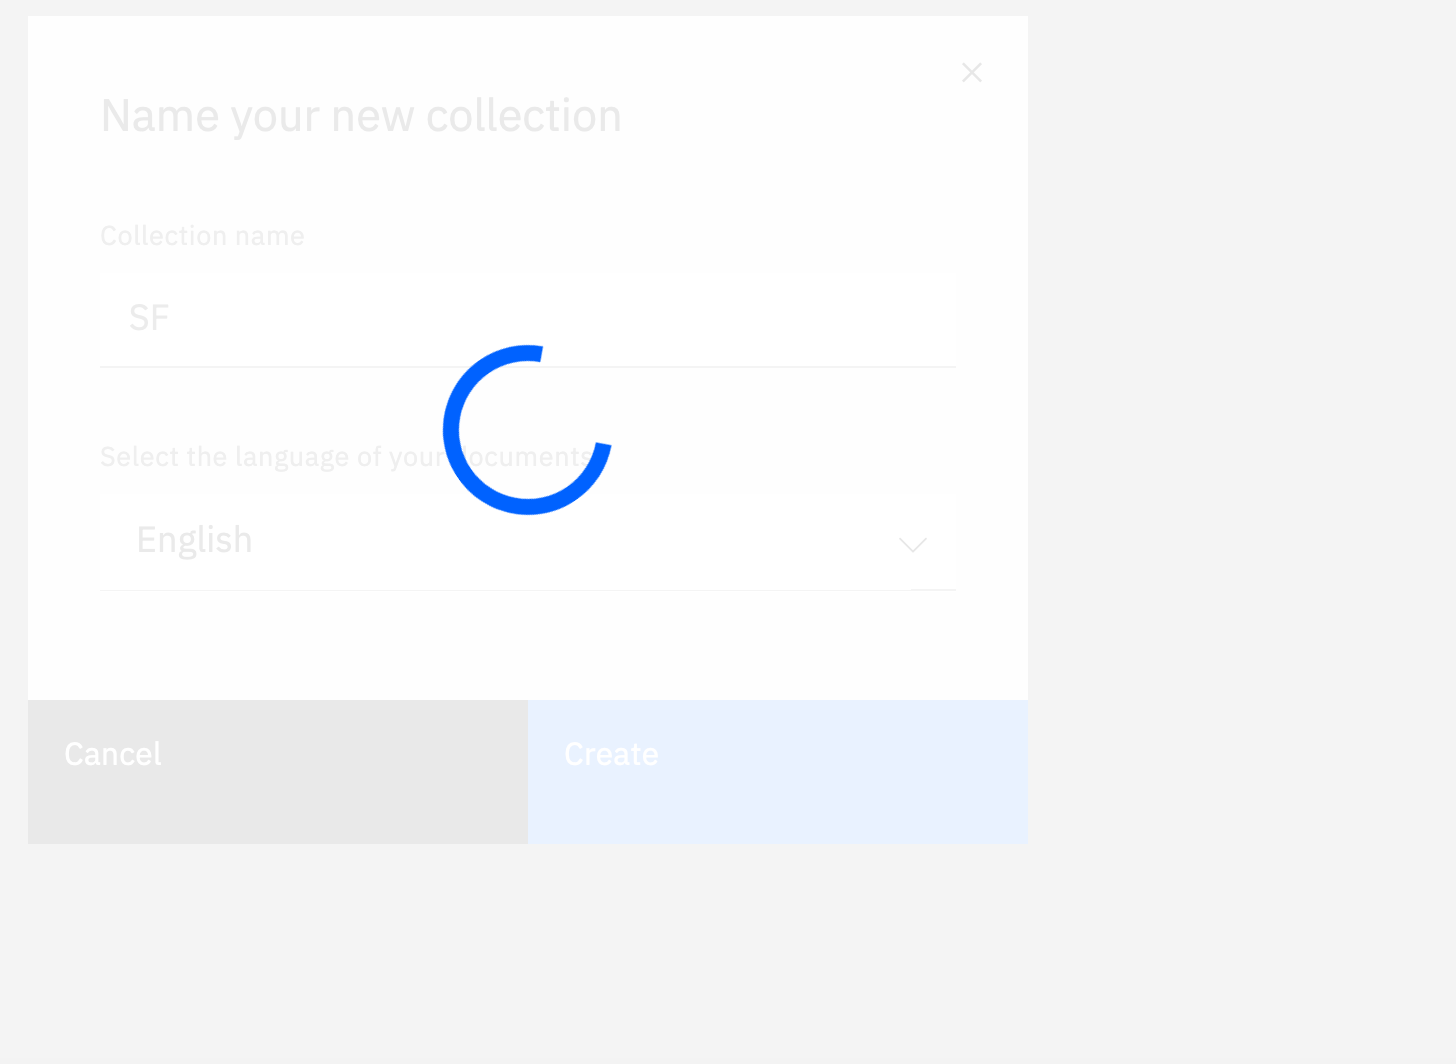 Name your new collection
Collection name
SF
Select the language of your documents
English
Cancel
Create